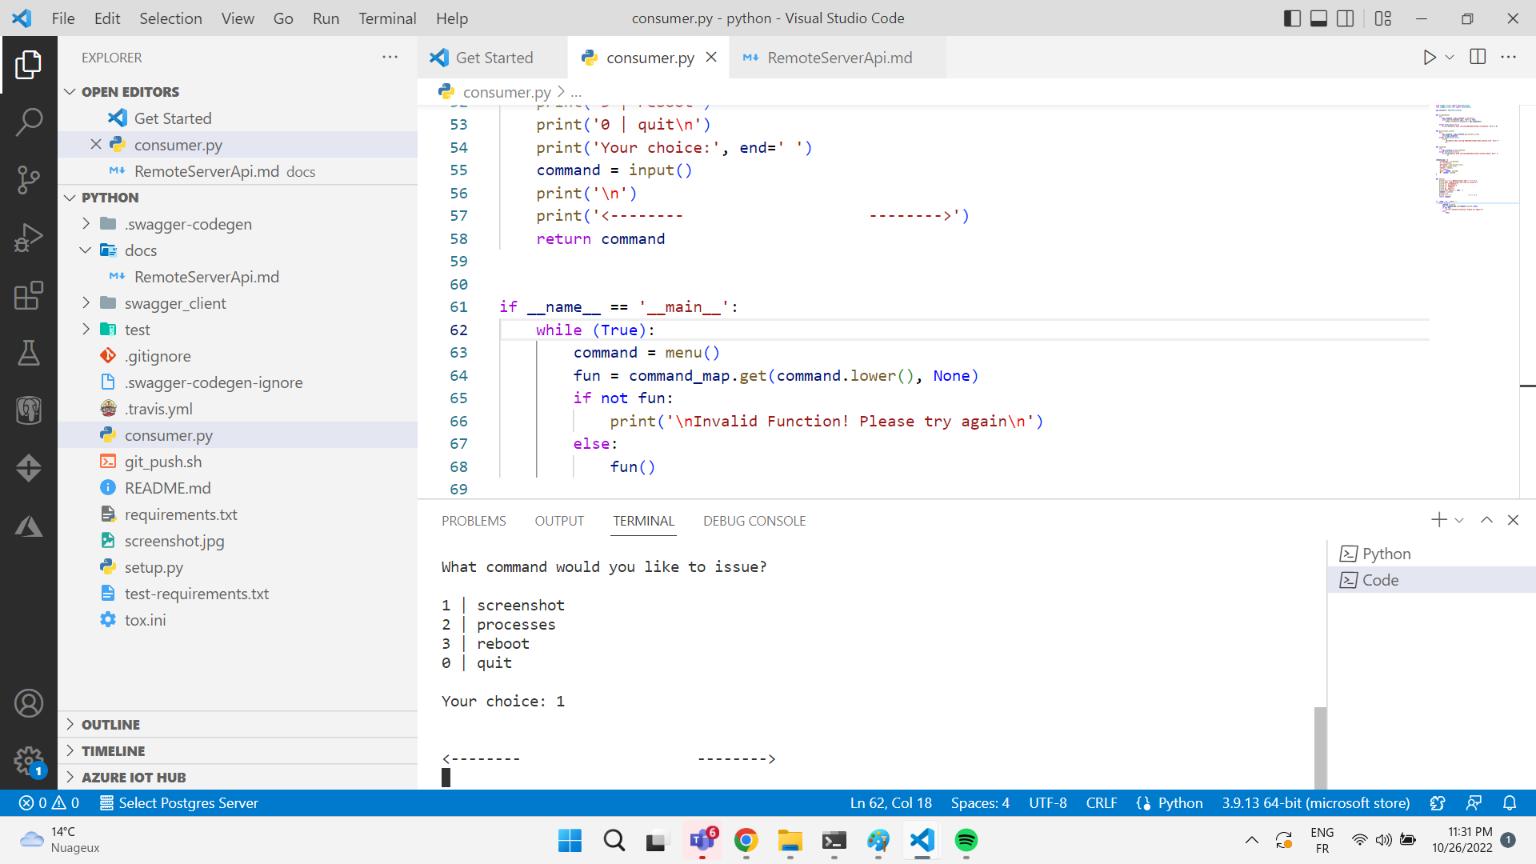 File Edit Selection View Go Run Terminal Help
consumer.py - python - Visual Studio Code
EXPLORER
OPEN EDITORS
Get Started
consumer.py
RemoteServerApi.md docs
PYTHON
.swagger-codegen
docs
RemoteServerApi.md
swagger_client
test
.gitignore
.swagger-codegen-ignore
.travis.yml
consumer.py
git_push.sh
README.md
requirements.txt
screenshot.jpg
setup.py
test-requirements.txt
tox.ini
OUTLINE
TIMELINE
AZURE IOT HUB
1
Get Started
consumer.py
RemoteServerApi.md
consumer.py > ...
53 print('0 | quit\n')
54 print('Your choice:', end=' ')
55 command = input()
56 print('\n')
57 print('<-------- -------->')
58 return command
59
60
61 if __name__ == '__main__':
62 while (True):
63 command = menu()
64 fun = command_map.get(command.lower(), None)
65 if not fun:
66 print('\nInvalid Function! Please try again\n')
67 else:
68 fun()
69
PROBLEMS OUTPUT TERMINAL DEBUG CONSOLE
What command would you like to issue?
1 | screenshot
2 | processes
3 | reboot
0 | quit
Your choice: 1
<-------- -------->
Python
Code
0 0 Select Postgres Server
Ln 62, Col 18 Spaces: 4 UTF-8 CRLF Python 3.9.13 64-bit (microsoft store)
14°C
Nuageux
6
ENG
FR
11:31 PM
10/26/2022
1